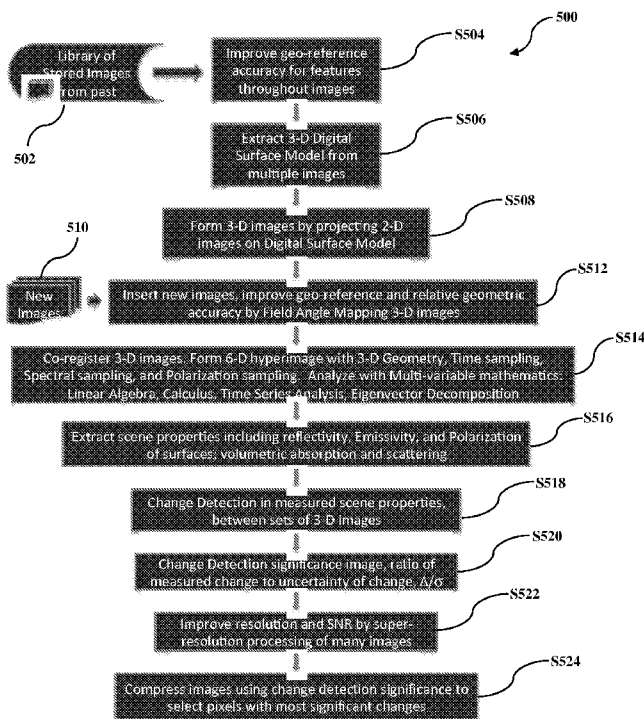 500
Library of
Stored Images
from past
502
Improve geo-reference
accuracy for features
throughout images
S504
Extract 3-D Digital
Surface Model from
multiple images
S506
Form 3-D images by projecting 2-D
images on Digital Surface Model
S508
510
New
Images
Insert new images, improve geo-reference and relative geometric
accuracy by Field Angle Mapping 3-D images
S512
Co-register 3-D images. Form 6-D hyperimage with 3-D Geometry, Time sampling,
Spectral sampling, and Polarization sampling. Analyze with Multi-variable mathematics:
Linear Algebra, Calculus, Time Series Analysis, Eigenvector Decomposition
S514
Extract scene properties including reflectivity, Emissivity, and Polarization
of surfaces; volumetric absorption and scattering
S516
Change Detection in measured scene properties,
between sets of 3-D images
S518
Change Detection significance image, ratio of
measured change to uncertainty of change, Δ/σ
S520
Improve resolution and SNR by super-
resolution processing of many images
S522
Compress images using change detection significance to
select pixels with most significant changes
S524